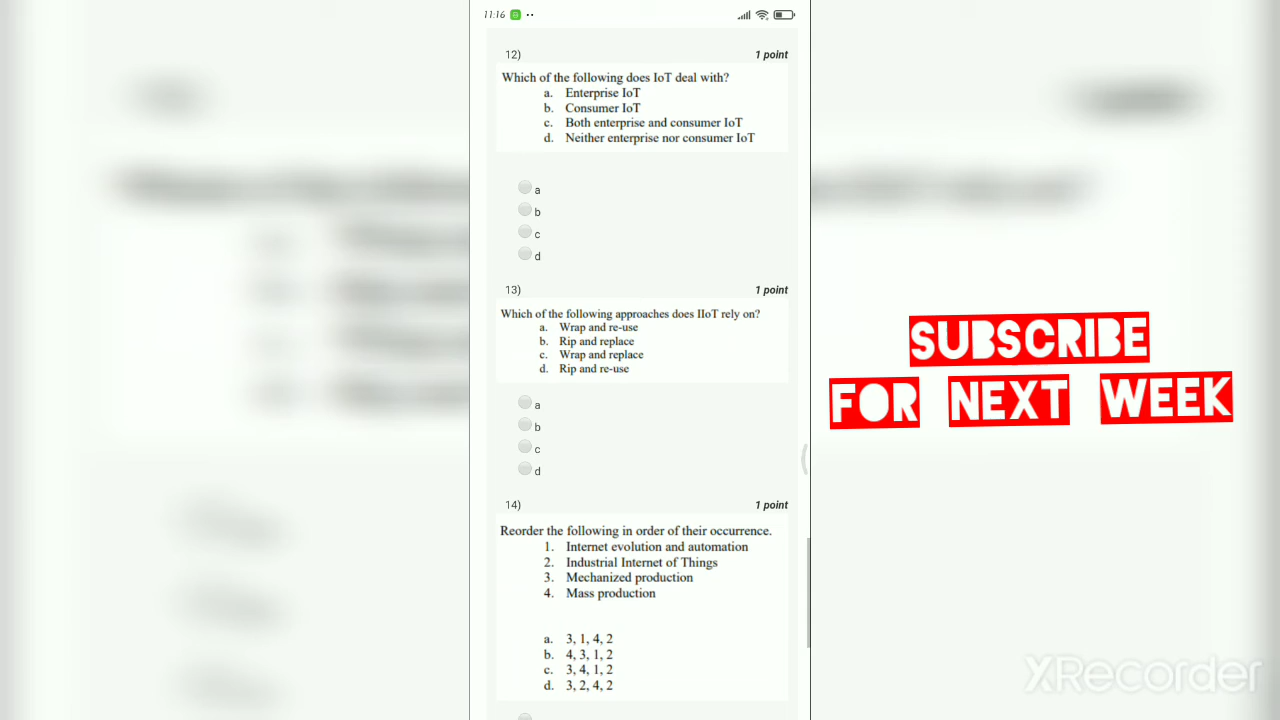 11:16
12) 1 point
Which of the following does IoT deal with?
a. Enterprise IoT
b. Consumer IoT
c. Both enterprise and consumer IoT
d. Neither enterprise nor consumer IoT
a
b
c
d
13) 1 point
Which of the following approaches does IIoT rely on?
a. Wrap and re-use
b. Rip and replace
c. Wrap and replace
d. Rip and re-use
a
b
c
d
14) 1 point
Reorder the following in order of their occurrence.
1. Internet evolution and automation
2. Industrial Internet of Things
3. Mechanized production
4. Mass production
a. 3, 1, 4, 2
b. 4, 3, 1, 2
c. 3, 4, 1, 2
d. 3, 2, 4, 2
SUBSCRIBE
FOR NEXT WEEK
XRecorder